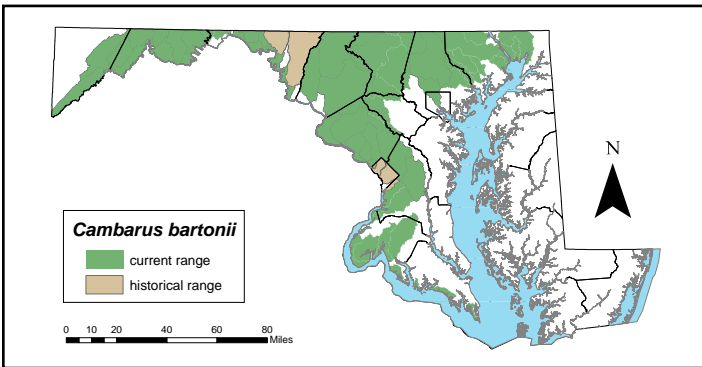 N
Cambarus bartonii
current range
historical range
0 10 20 40 60 80
Miles